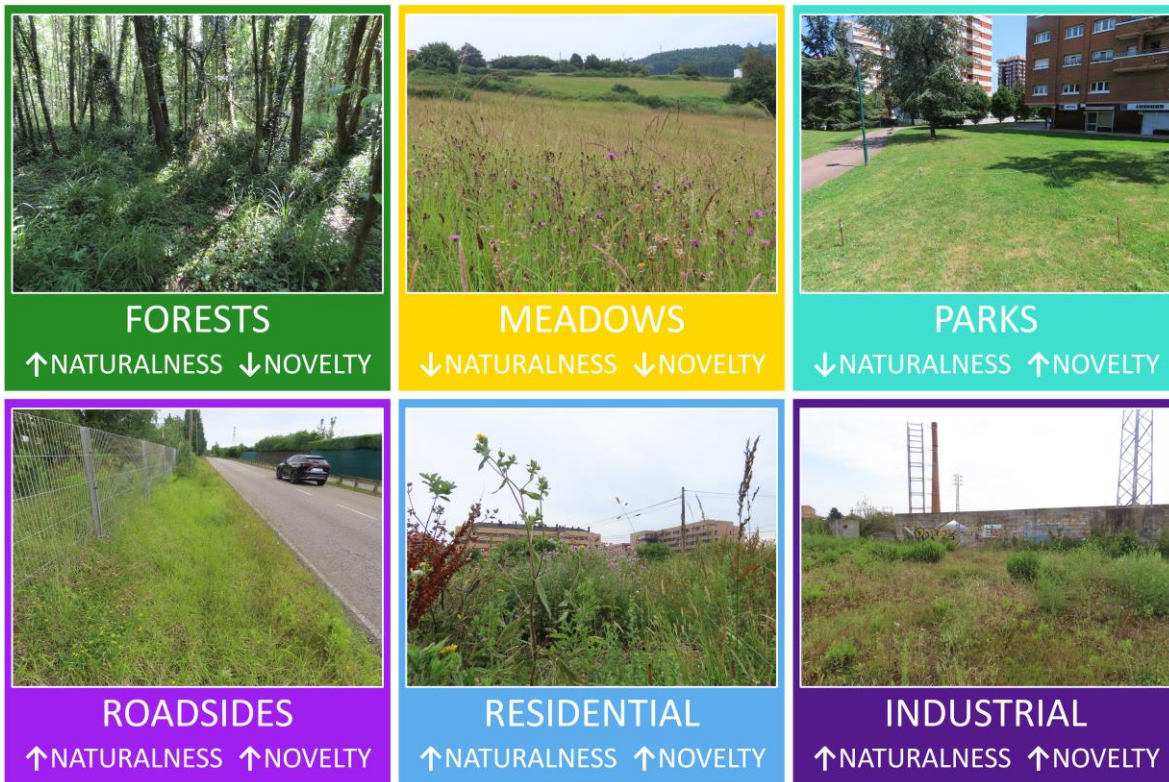 FORESTS
↑NATURALNESS ↓NOVELTY
MEADOWS
↓NATURALNESS ↓NOVELTY
PARKS
↓NATURALNESS ↑NOVELTY
ROADSIDES
↑NATURALNESS ↑NOVELTY
RESIDENTIAL
↑NATURALNESS ↑NOVELTY
INDUSTRIAL
↑NATURALNESS ↑NOVELTY